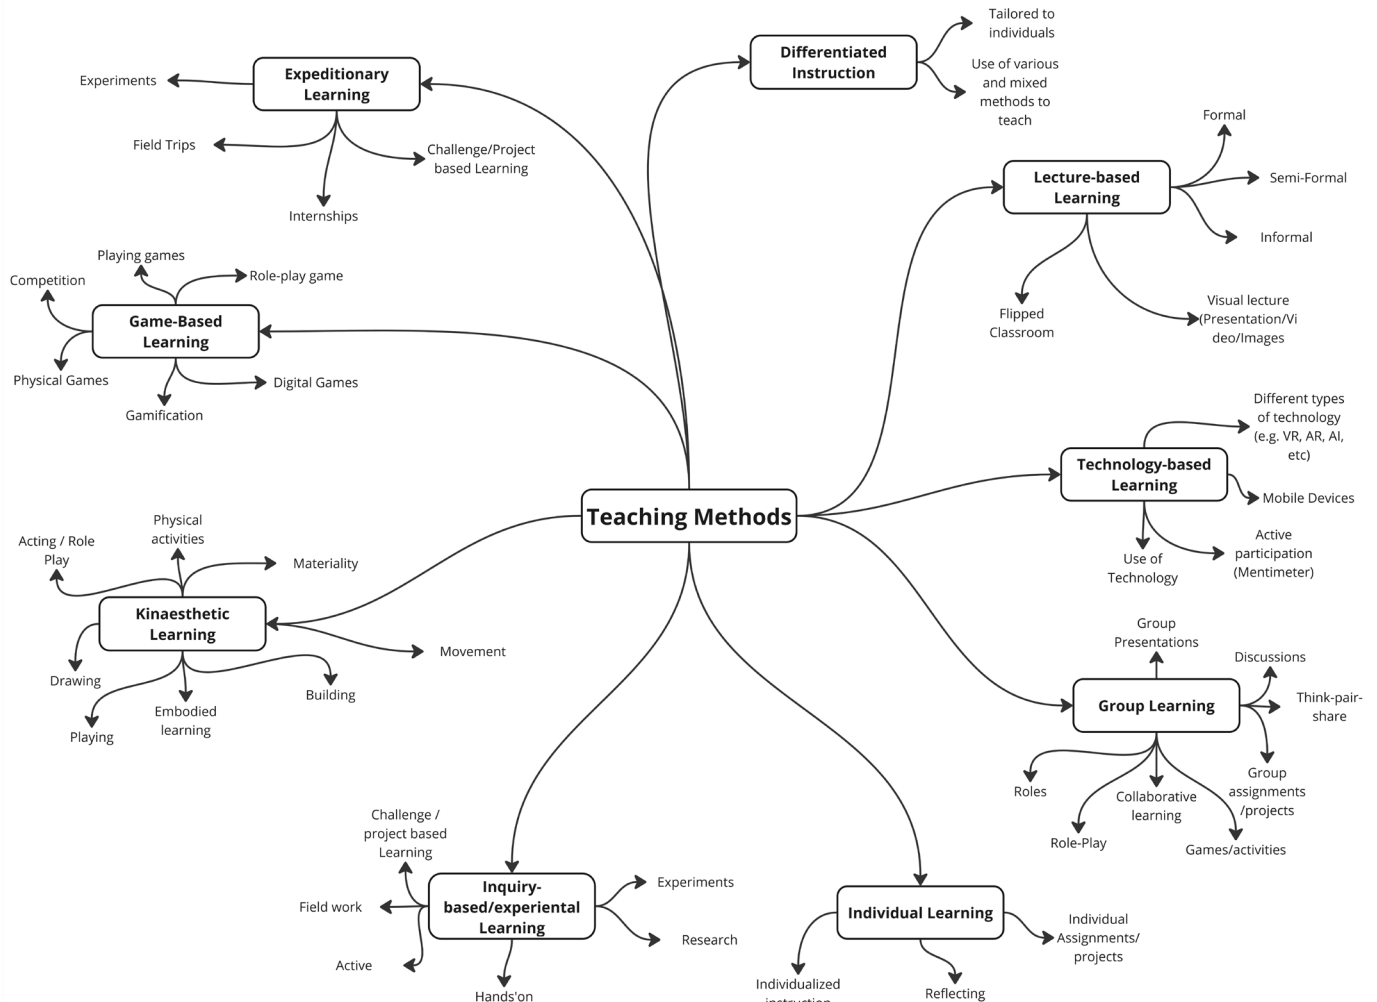 Tailored to
individuals
Differentiated
Instruction
Use of various
and mixed
methods to
teach
Expeditionary
Learning
Experiments
Field Trips
Challenge/Project
based Learning
Internships
Formal
Lecture-based
Learning
Semi-Formal
Informal
Flipped
Classroom
Visual lecture
(Presentation/Vi
deo/Images
Playing games
Competition
Role-play game
Game-Based
Learning
Physical Games
Digital Games
Gamification
Different types
of technology
(e.g. VR, AR, AI,
etc)
Technology-based
Learning
Mobile Devices
Use of
Technology
Active
participation
(Mentimeter)
Teaching Methods
Physical
activities
Acting / Role
Play
Materiality
Kinaesthetic
Learning
Movement
Drawing
Building
Embodied
learning
Playing
Group
Presentations
Discussions
Group Learning
Think-pair-
share
Roles
Group
assignments
/projects
Collaborative
learning
Role-Play
Games/activities
Challenge /
project based
Learning
Inquiry-
based/experiental
Learning
Experiments
Field work
Research
Active
Hands'on
Individual Learning
Individual
Assignments/
projects
Individualized
instruction
Reflecting